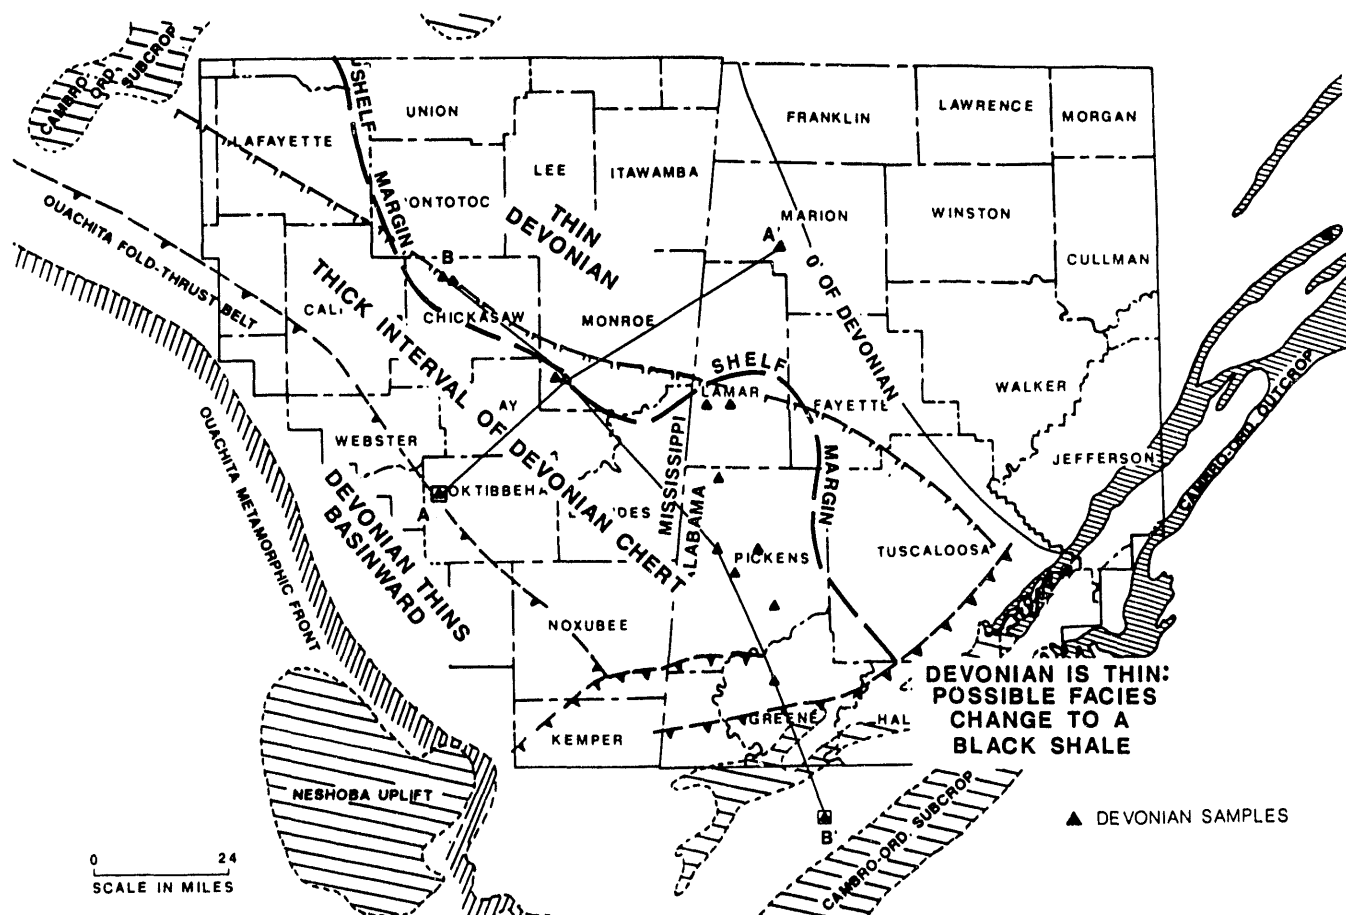 CAMBRO-
ORD.
SUBCROP
SHELF
MARGIN
UNION
LAFAYETTE
LEE
ITAWAMBA
FRANKLIN
LAWRENCE
MORGAN
ONTOTOC
THIN
DEVONIAN
MARION
WINSTON
CULLMAN
A'
B
0' OF DEVONIAN
OUACHITA FOLD-THRUST BELT
THICK INTERVAL OF DEVONIAN CHERT
CAL
CHICKASAW
MONROE
SHELF
MARGIN
LAMAR
FAYETTE
WALKER
AY
WEBSTER
JEFFERSON
CAMBRO-ORD. OUTCROP
OUACHITA METAMORPHIC FRONT
DEVONIAN THINS
BASINWARD
A
OKTIBBEHA
DES
MISSISSIPPI
ALABAMA
PICKENS
TUSCALOOSA
NOXUBEE
DEVONIAN IS THIN:
POSSIBLE FACIES
CHANGE TO A
BLACK SHALE
GREENE
HAL
KEMPER
NESHOBA UPLIFT
B'
CAMBRO-ORD. SUBCROP
DEVONIAN SAMPLES
0 24
SCALE IN MILES